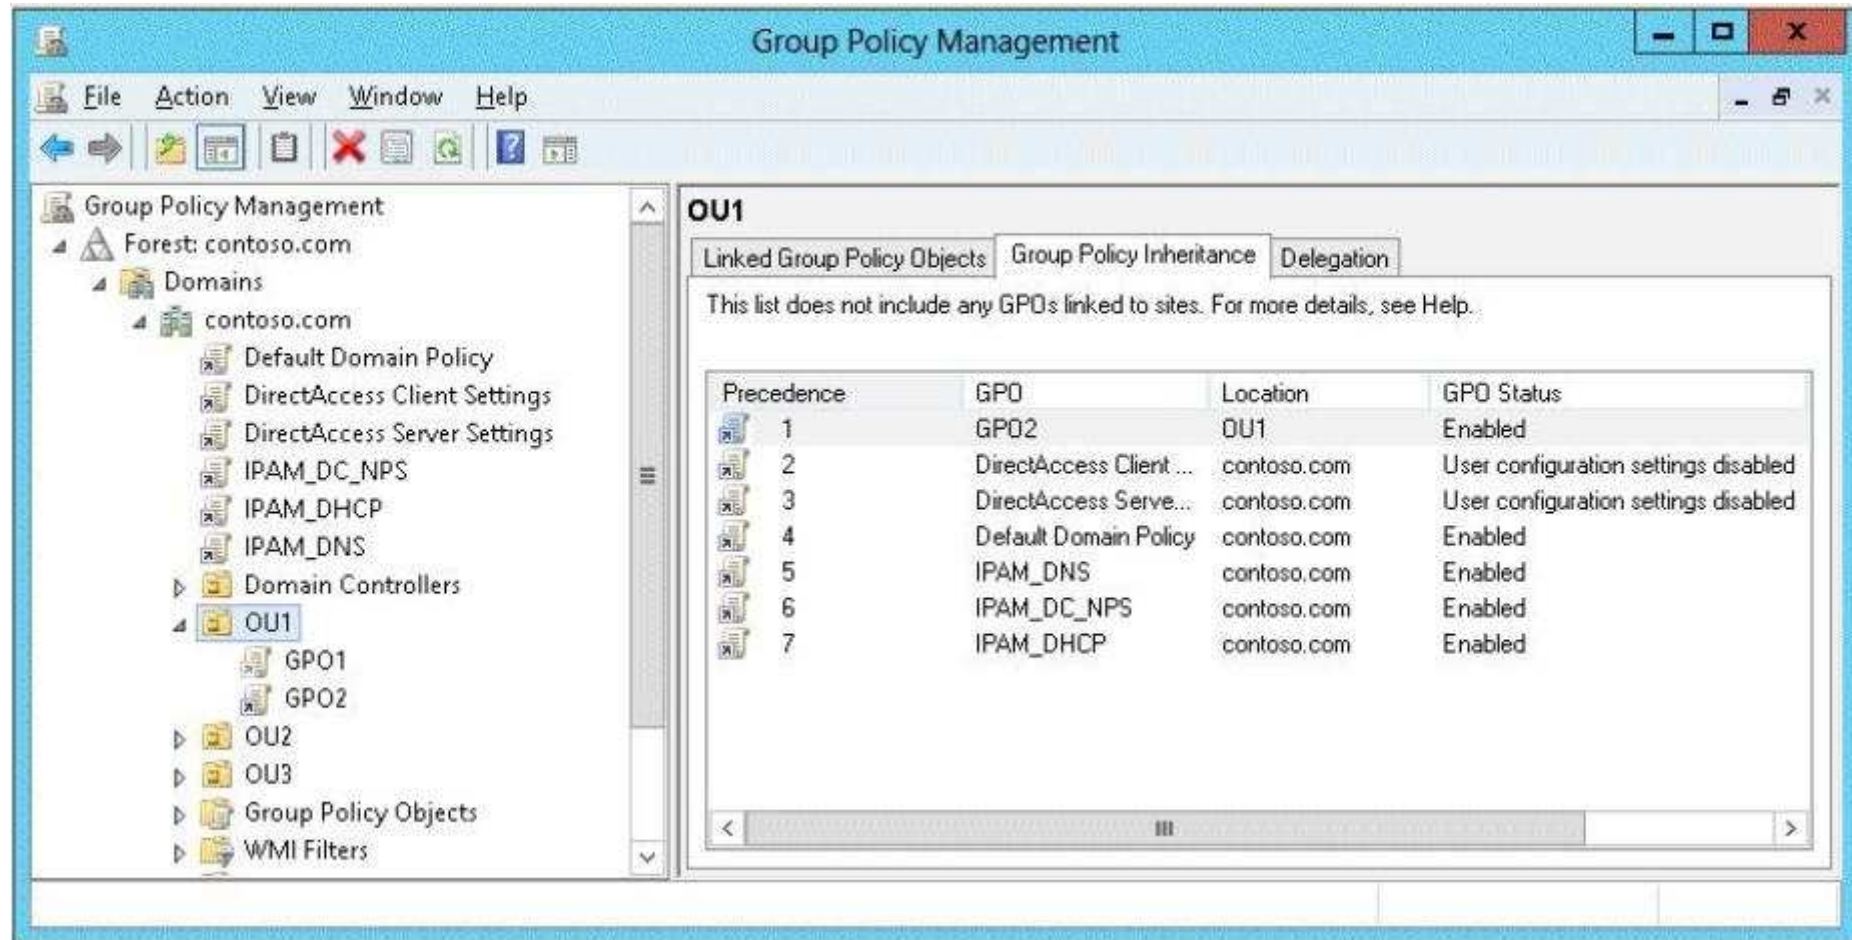 Group Policy Management
File Action View Window Help
Group Policy Management
Forest: contoso.com
Domains
contoso.com
Default Domain Policy
DirectAccess Client Settings
DirectAccess Server Settings
IPAM_DC_NPS
IPAM_DHCP
IPAM_DNS
Domain Controllers
OU1
GPO1
GPO2
OU2
OU3
Group Policy Objects
WMI Filters
OU1
Linked Group Policy Objects Group Policy Inheritance Delegation
This list does not include any GPOs linked to sites. For more details, see Help.
Precedence GPO Location GPO Status
1 GPO2 OU1 Enabled
2 DirectAccess Client ... contoso.com User configuration settings disabled
3 DirectAccess Serve... contoso.com User configuration settings disabled
4 Default Domain Policy contoso.com Enabled
5 IPAM_DNS contoso.com Enabled
6 IPAM_DC_NPS contoso.com Enabled
7 IPAM_DHCP contoso.com Enabled